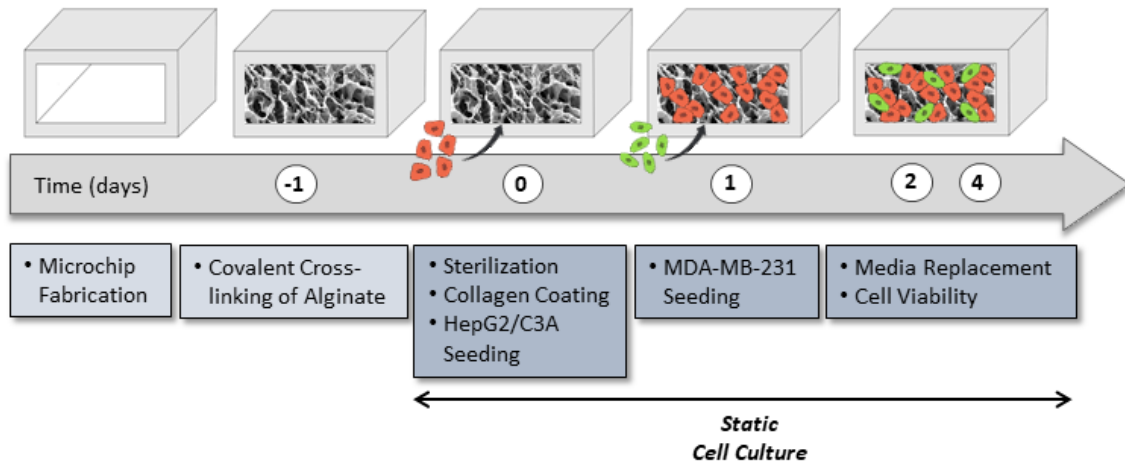 Time (days)
-1
0
1
2
4
• Microchip
Fabrication
• Covalent Cross-
linking of Alginate
• Sterilization
• Collagen Coating
• HepG2/C3A
Seeding
• MDA-MB-231
Seeding
• Media Replacement
• Cell Viability
Static
Cell Culture